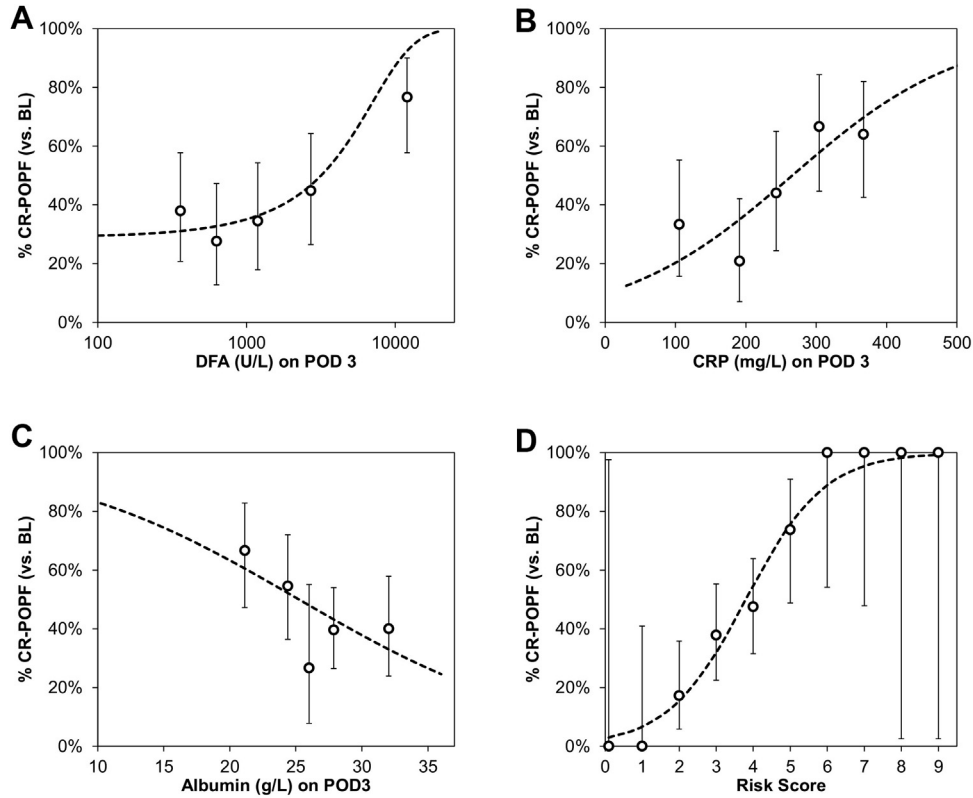 A
100%
80%
60%
40%
20%
0%
% CR-POPF (vs. BL)
100 1000 10000
DFA (U/L) on POD 3
B
100%
80%
60%
40%
20%
0%
% CR-POPF (vs. BL)
0 100 200 300 400 500
CRP (mg/L) on POD 3
C
100%
80%
60%
40%
20%
0%
% CR-POPF (vs. BL)
10 15 20 25 30 35
Albumin (g/L) on POD3
D
100%
80%
60%
40%
20%
0%
% CR-POPF (vs. BL)
0 1 2 3 4 5 6 7 8 9
Risk Score